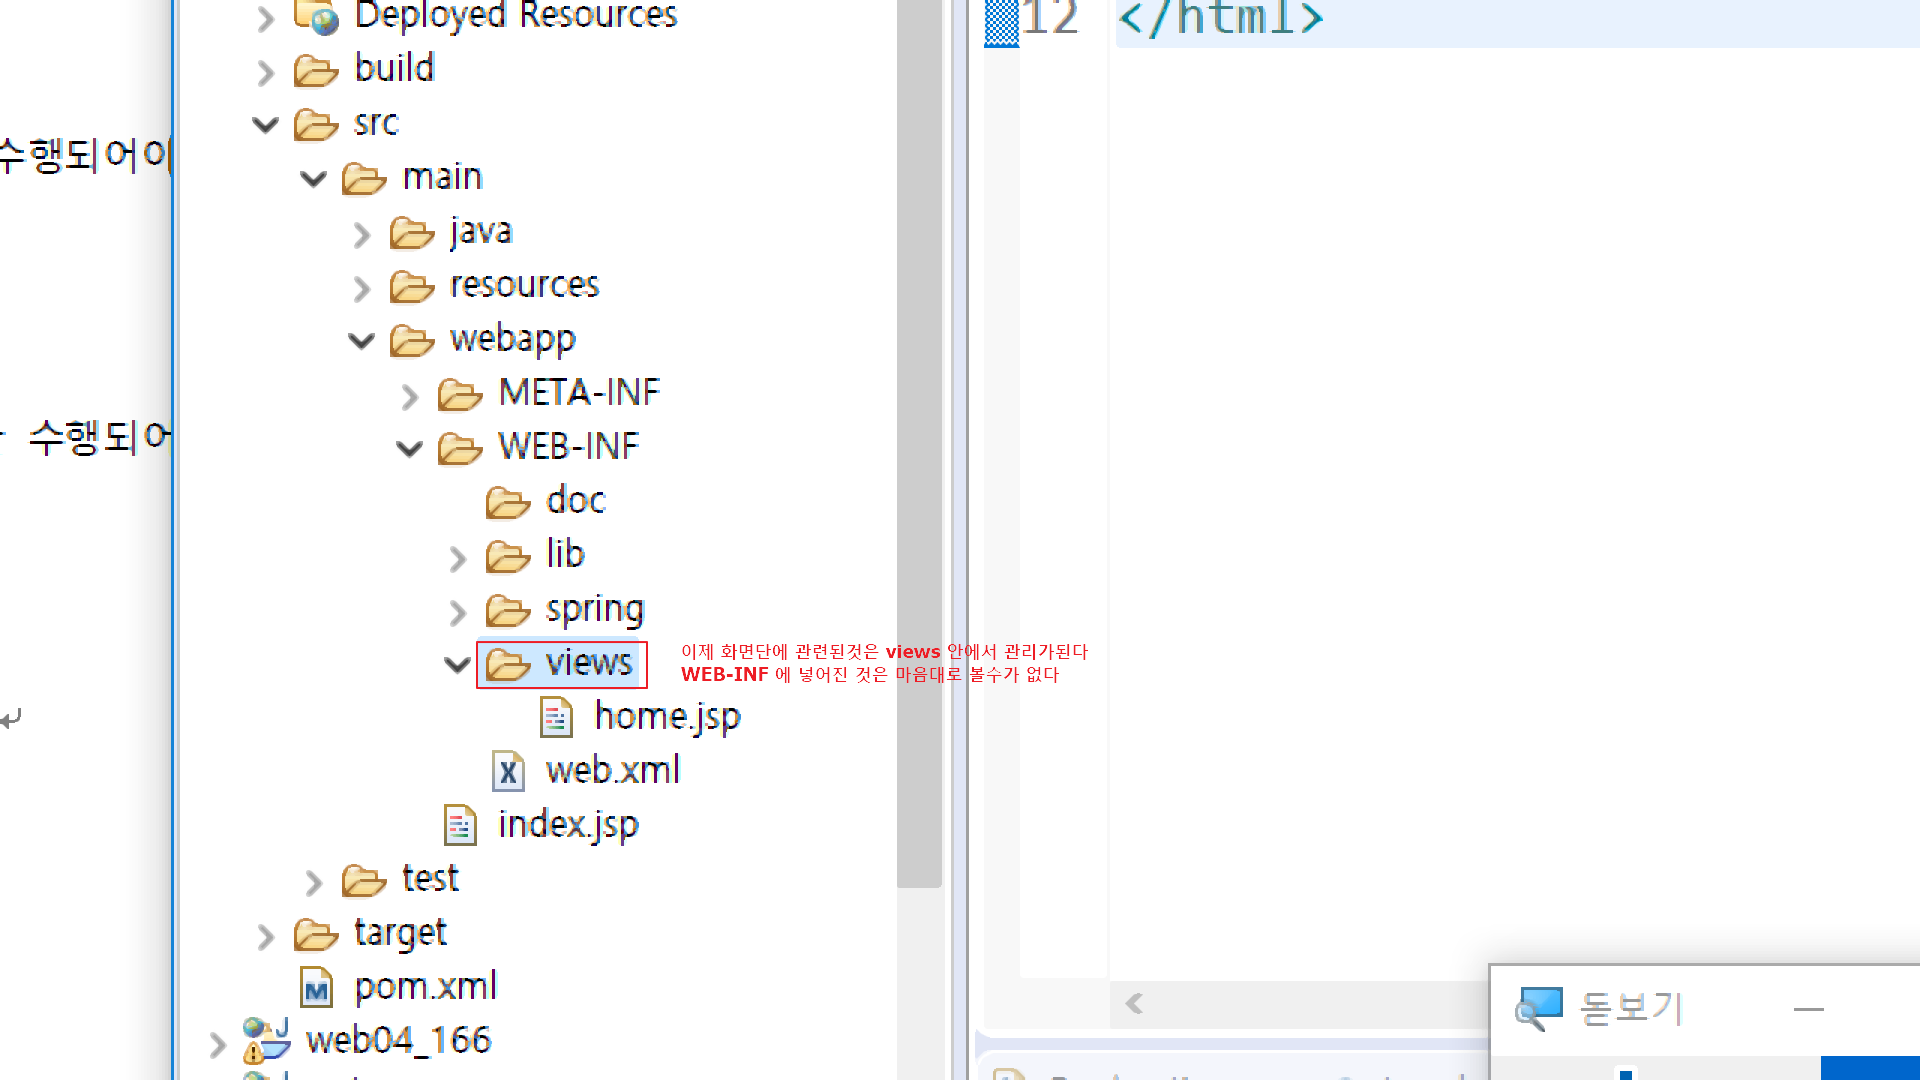 Deployed Resources
build
src
main
java
resources
webapp
META-INF
WEB-INF
doc
lib
spring
views
이제 화면단에 관련된것은 views 안에서 관리가된다
WEB-INF 에 넣어진 것은 마음대로 볼수가 없다
home.jsp
web.xml
index.jsp
test
target
pom.xml
web04_166
수행되어야
수행되어
12 </html>
돋보기